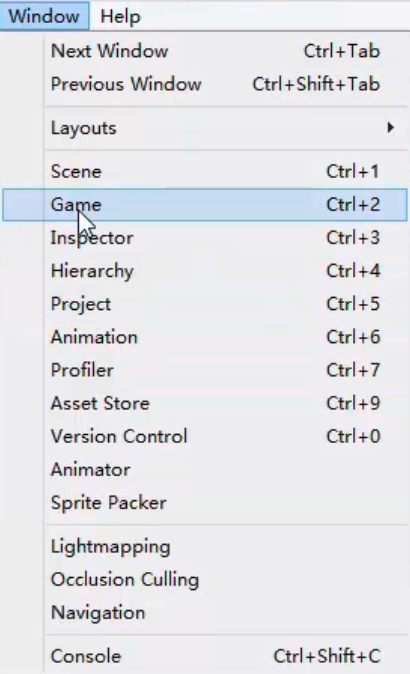 Window Help
Next Window Ctrl+Tab
Previous Window Ctrl+Shift+Tab
Layouts
Scene Ctrl+1
Game Ctrl+2
Inspector Ctrl+3
Hierarchy Ctrl+4
Project Ctrl+5
Animation Ctrl+6
Profiler Ctrl+7
Asset Store Ctrl+9
Version Control Ctrl+0
Animator
Sprite Packer
Lightmapping
Occlusion Culling
Navigation
Console Ctrl+Shift+C